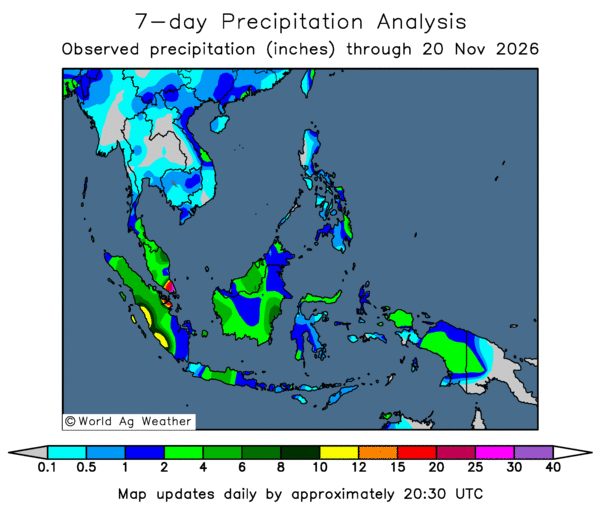 7-day Precipitation Analysis
Observed precipitation (inches) through 20 Nov 2026
©World Ag Weather
0.1 0.5 1 2 4 6 8 10 12 15 20 25 30 40
Map updates daily by approximately 20:30 UTC